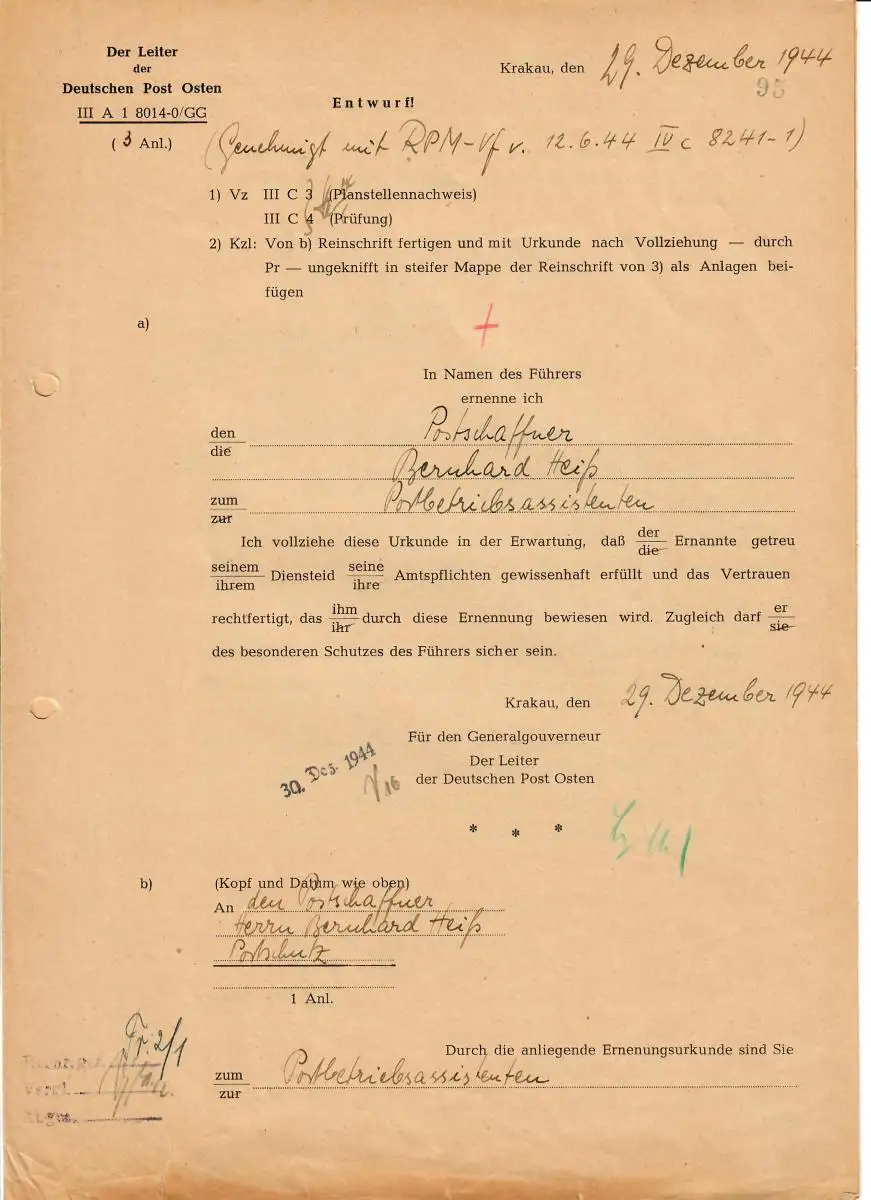 Der Leiter
der
Deutschen Post Osten
III A 1 8014-0/GG
(3 Anl.)
Krakau, den 29. Dezember 1944
95
Entwurf!
(Genehmigt mit RPM-Vf v. 12.6.44 IV c 8241-1)
1) Vz III C 3 (Planstellennachweis)
III C 4 (Prüfung)
2) Kzl: Von b) Reinschrift fertigen und mit Urkunde nach Vollziehung — durch
Pr — ungeknifft in steifer Mappe der Reinschrift von 3) als Anlagen bei-
fügen
a)
In Namen des Führers
ernenne ich
den Postschaffner
die
Bernhard Heiß
zum Postbetriebsassistenten
zur
Ich vollziehe diese Urkunde in der Erwartung, daß der/die Ernannte getreu
seinem/ihrem Diensteid seine/ihre Amtspflichten gewissenhaft erfüllt und das Vertrauen
rechtfertigt, das ihm/ihr durch diese Ernennung bewiesen wird. Zugleich darf er/sie
des besonderen Schutzes des Führers sicher sein.
Krakau, den 29. Dezember 1944
Für den Generalgouverneur
Der Leiter
der Deutschen Post Osten
30. Dez. 1944
* * *
b)
(Kopf und Datum wie oben)
An den Postschaffner
Herrn Bernhard Heiß
Postschutz
1 Anl.
Durch die anliegende Ernenungsurkunde sind Sie
zum Postbetriebsassistenten
zur